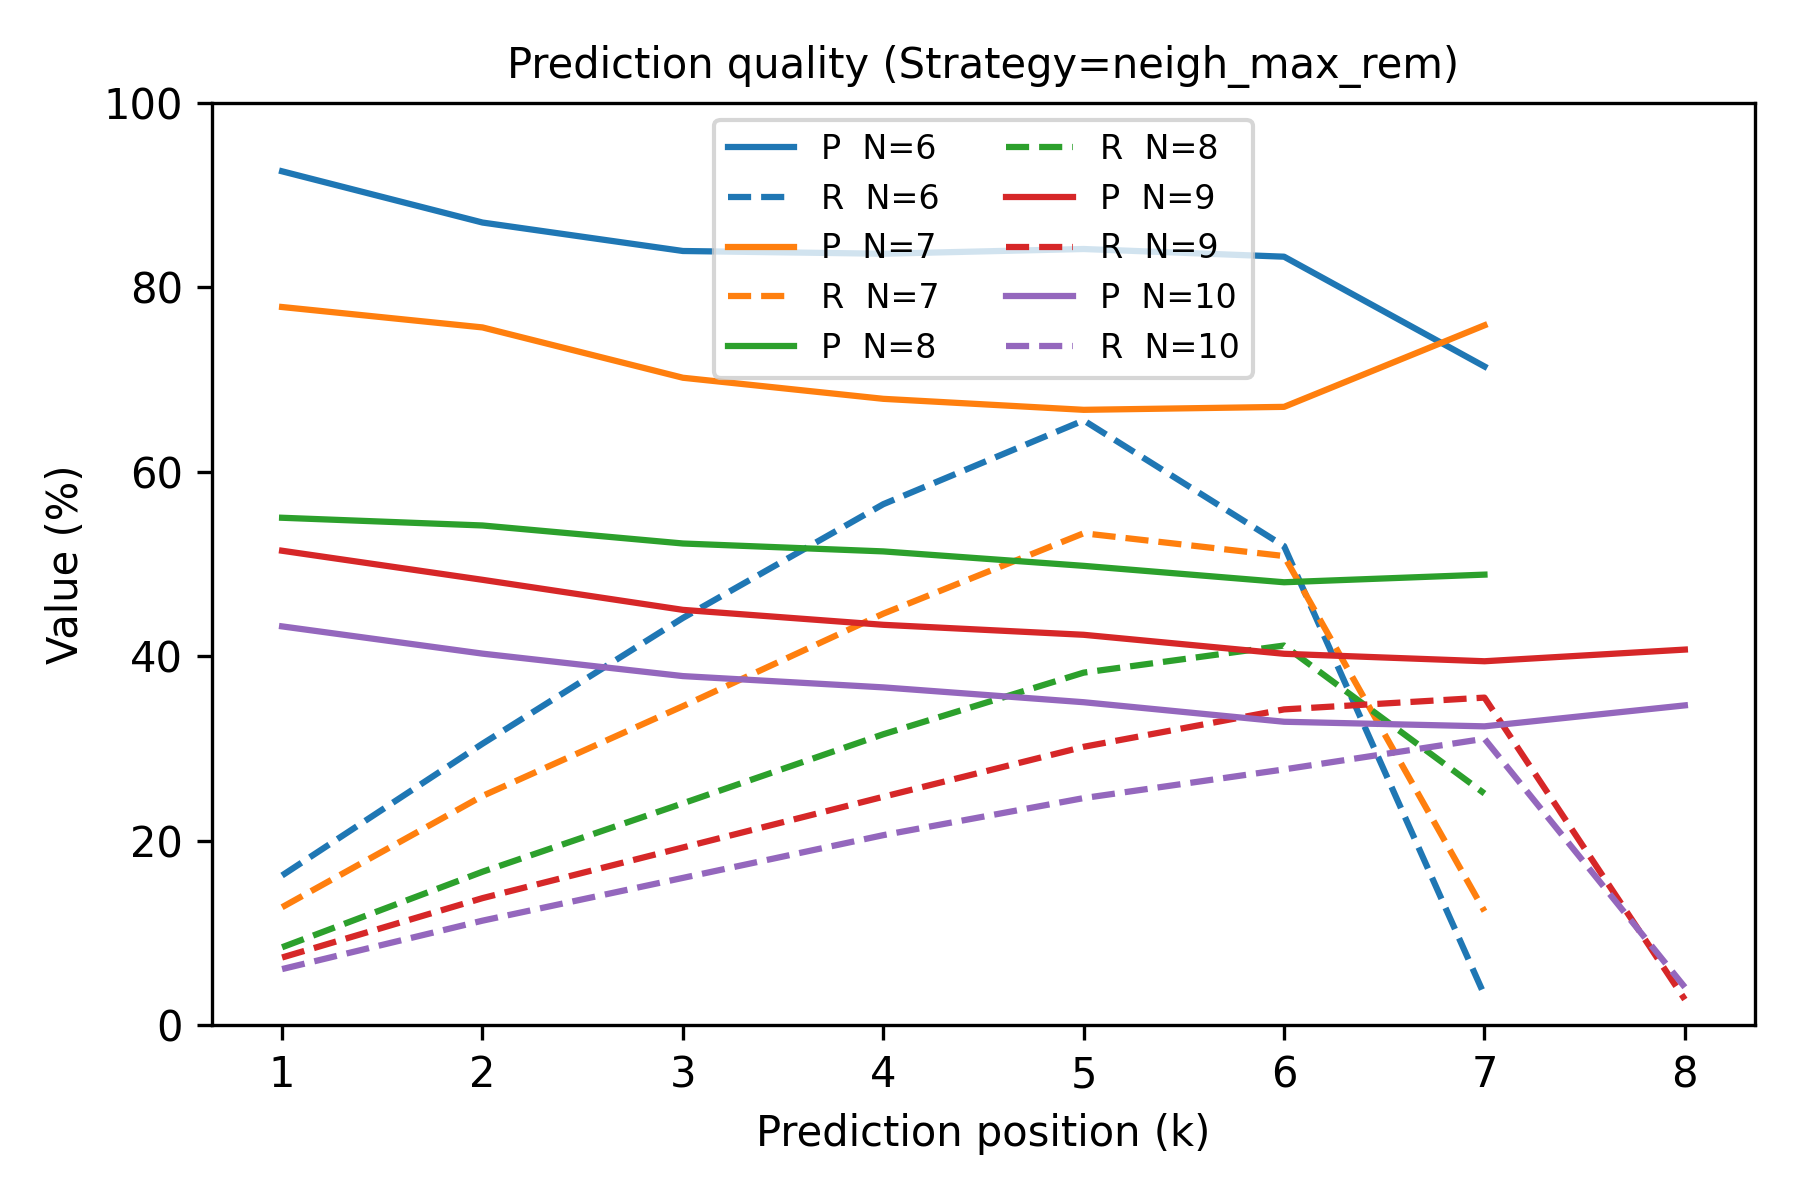 Prediction quality (Strategy=neigh_max_rem)
100
80
60
40
20
0
Value (%)
P N=6
R N=6
P N=7
R N=7
P N=8
R N=8
P N=9
R N=9
P N=10
R N=10
1 2 3 4 5 6 7 8
Prediction position (k)